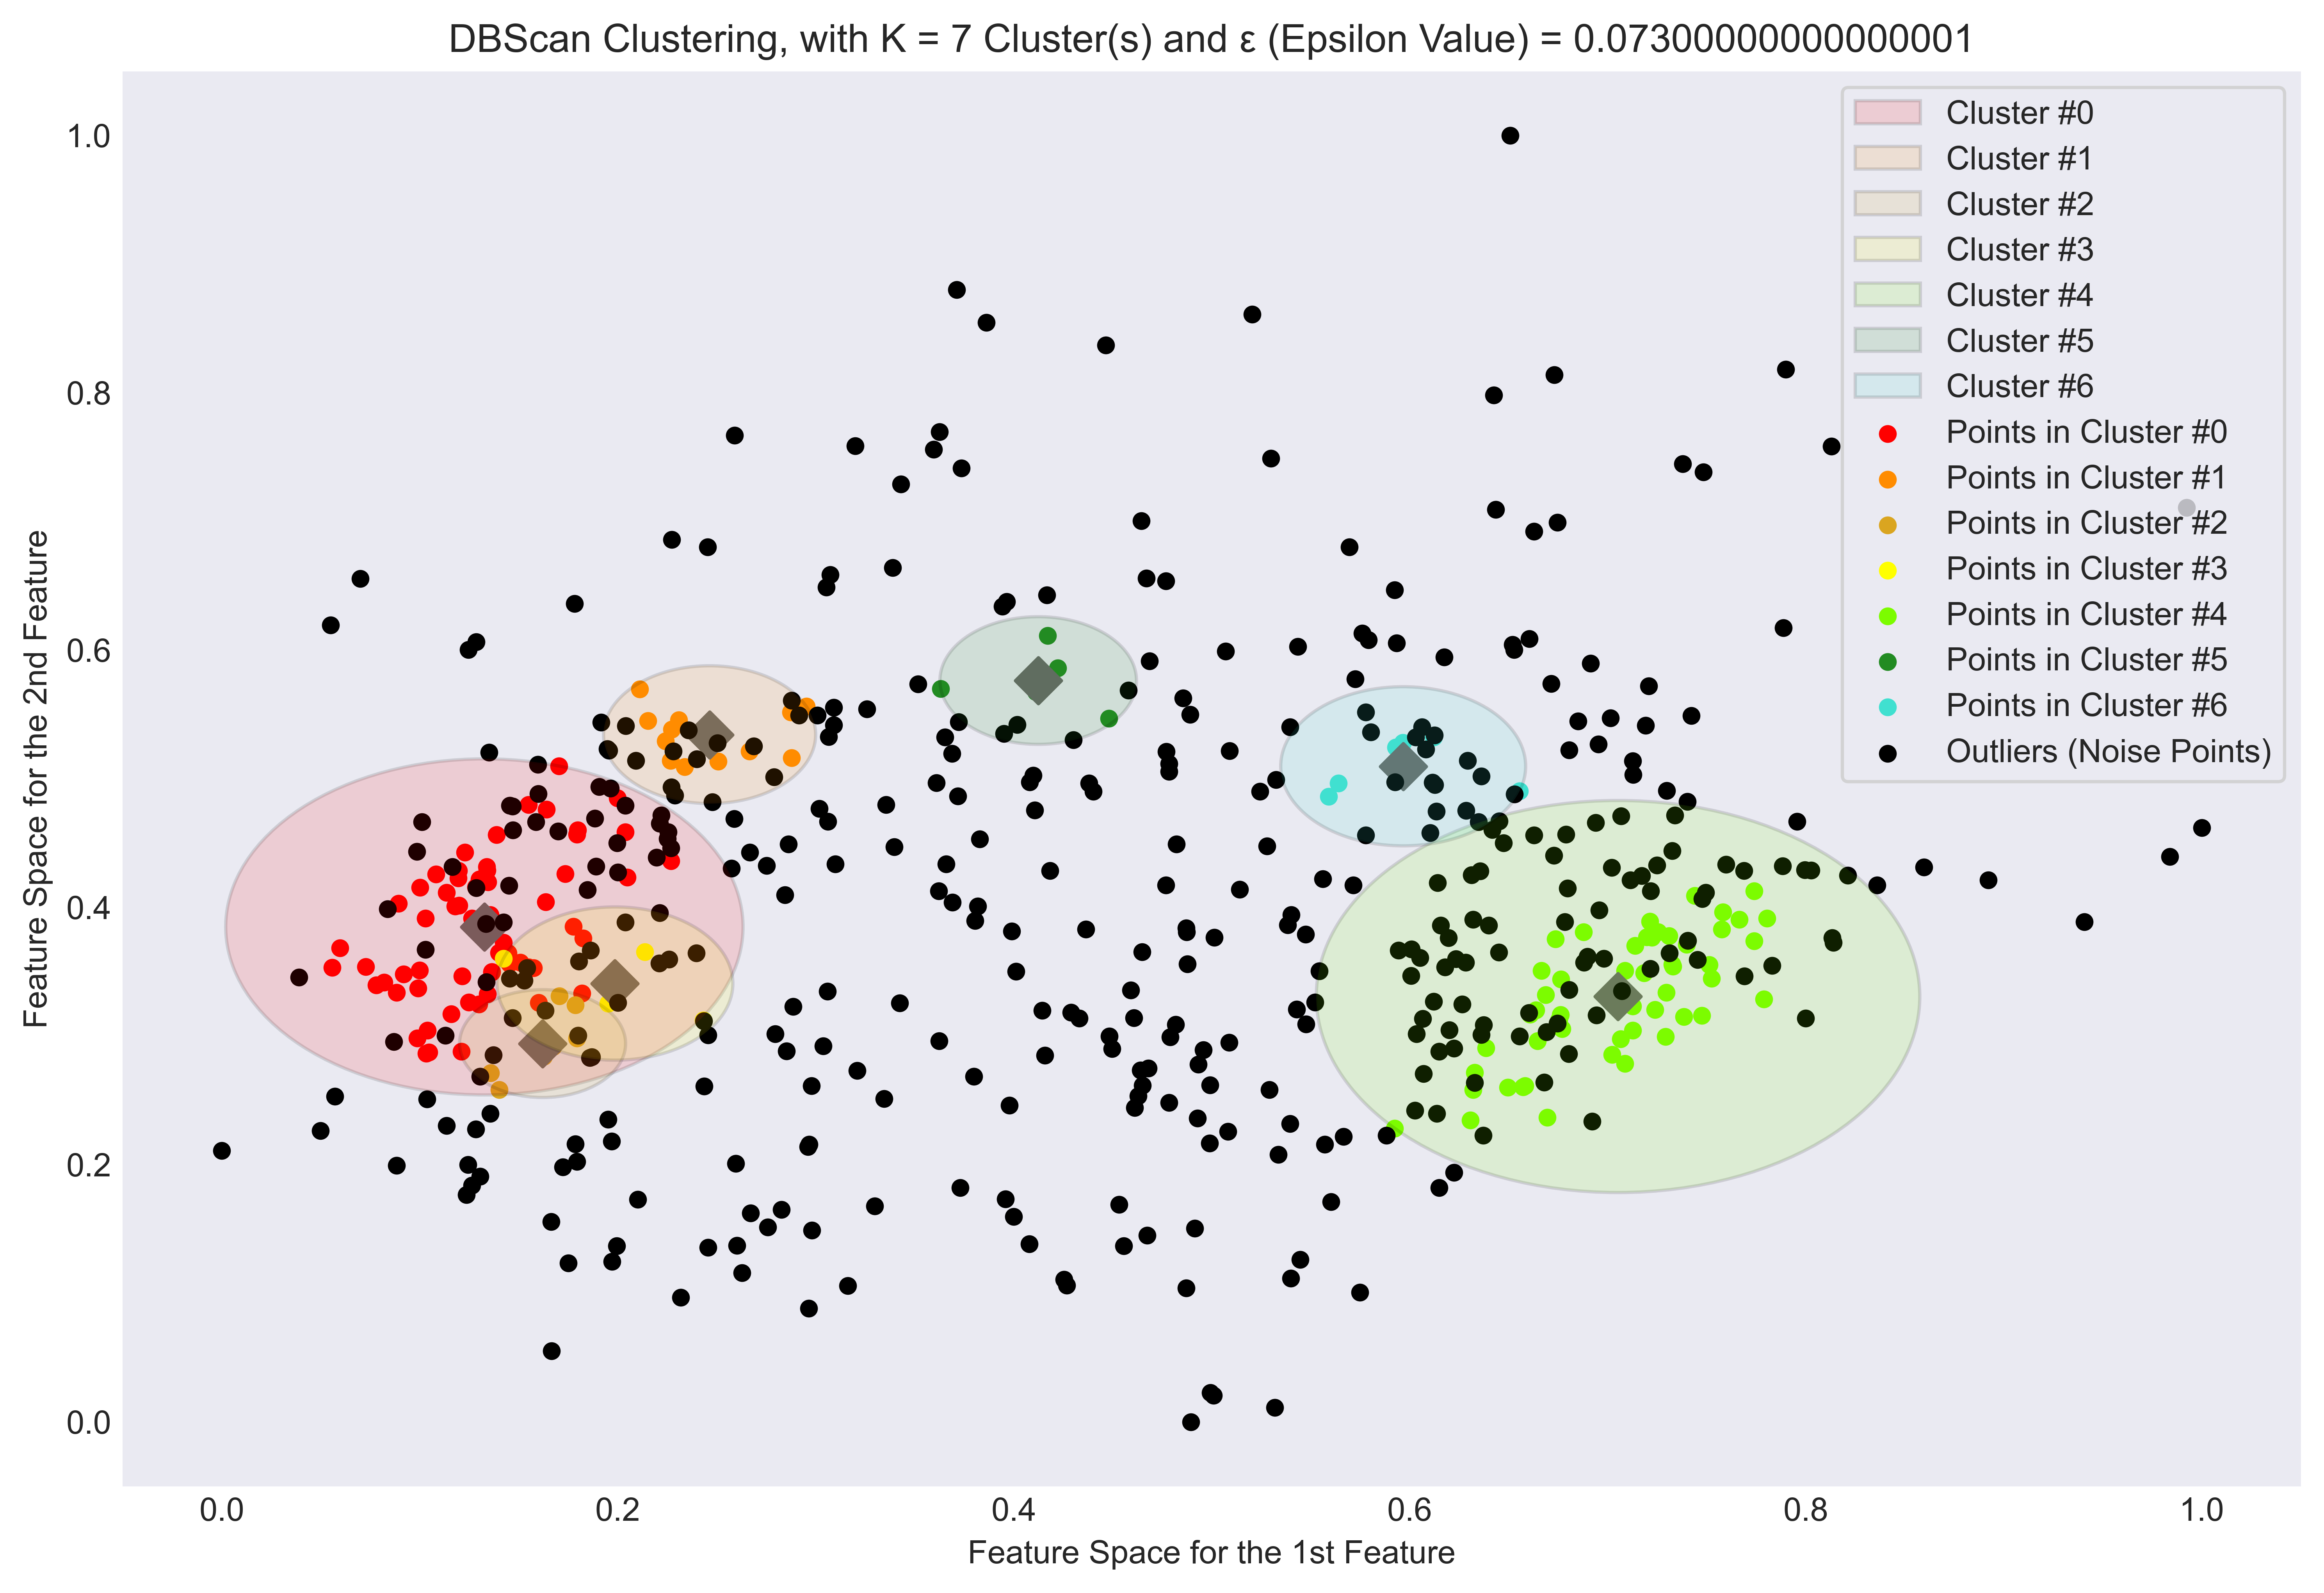 DBScan Clustering, with K = 7 Cluster(s) and ε (Epsilon Value) = 0.07300000000000001
Cluster #0
Cluster #1
Cluster #2
Cluster #3
Cluster #4
Cluster #5
Cluster #6
Points in Cluster #0
Points in Cluster #1
Points in Cluster #2
Points in Cluster #3
Points in Cluster #4
Points in Cluster #5
Points in Cluster #6
Outliers (Noise Points)
Feature Space for the 2nd Feature
1.0
0.8
0.6
0.4
0.2
0.0
0.0 0.2 0.4 0.6 0.8 1.0
Feature Space for the 1st Feature